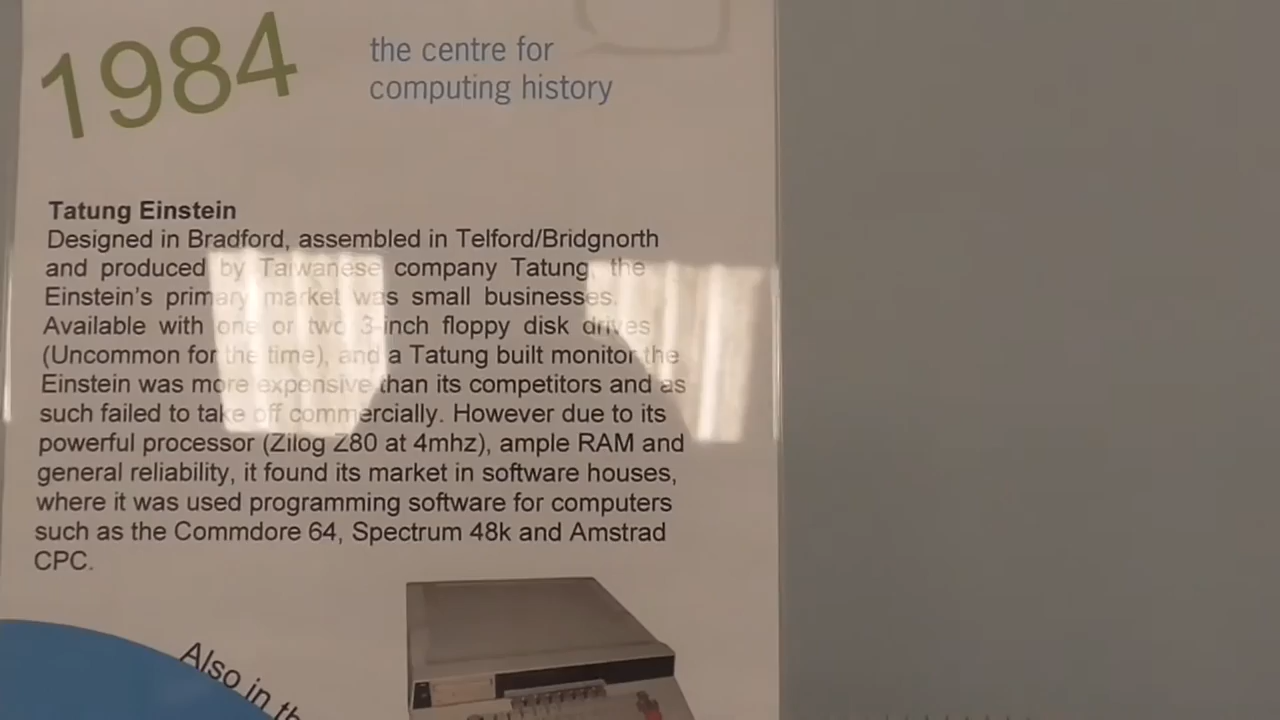 1984
the centre for
computing history
Tatung Einstein
Designed in Bradford, assembled in Telford/Bridgnorth
and produced by Taiwanese company Tatung, the
Einstein's primary market was small businesses.
Available with one or two 3-inch floppy disk drives
(Uncommon for the time), and a Tatung built monitor the
Einstein was more expensive than its competitors and as
such failed to take off commercially. However due to its
powerful processor (Zilog Z80 at 4mhz), ample RAM and
general reliability, it found its market in software houses,
where it was used programming software for computers
such as the Commdore 64, Spectrum 48k and Amstrad
CPC.
Also in th